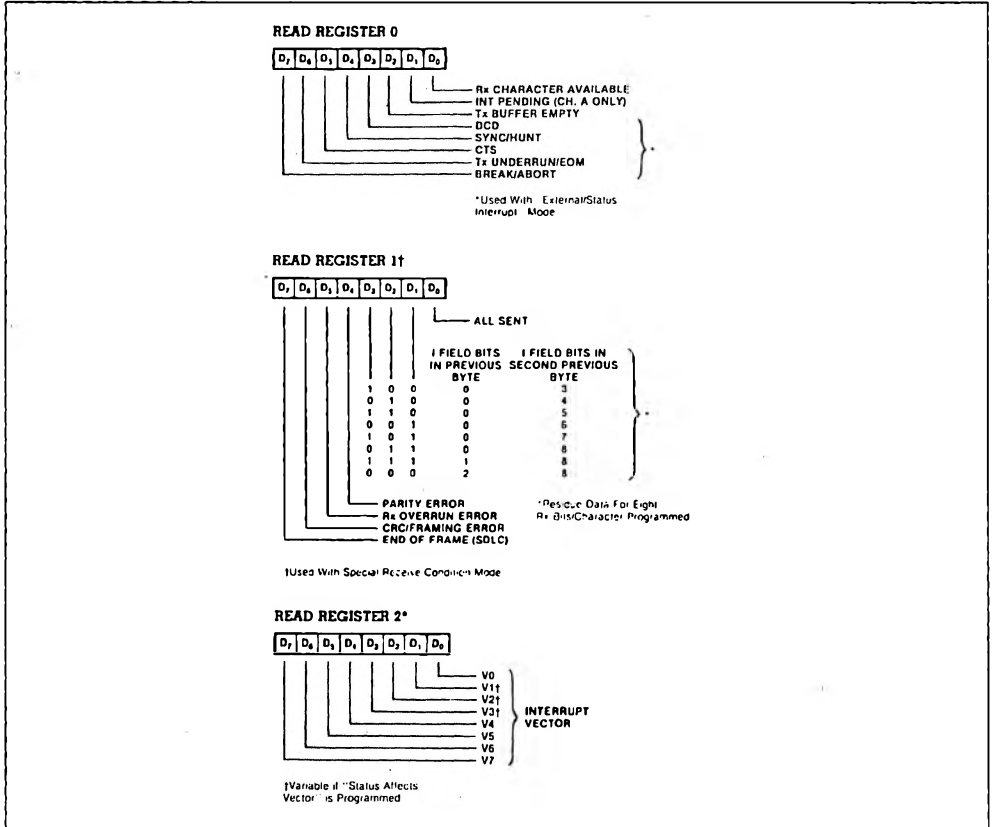 READ REGISTER 0
D7 D6 D5 D4 D3 D2 D1 D0
Rx CHARACTER AVAILABLE
INT PENDING (CH. A ONLY)
Tx BUFFER EMPTY
DCD
SYNC/HUNT
CTS
Tx UNDERRUN/EOM
BREAK/ABORT
*
*Used With External/Status
Interrupt Mode
READ REGISTER 1†
D7 D6 D5 D4 D3 D2 D1 D0
ALL SENT
I FIELD BITS I FIELD BITS IN
IN PREVIOUS SECOND PREVIOUS
BYTE BYTE
1 0 0 0 3
0 1 0 0 4
1 1 0 0 5
0 0 1 0 6
1 0 1 0 7
0 1 1 0 8
1 1 1 1 8
0 0 0 2 8
*
PARITY ERROR
Rx OVERRUN ERROR
CRC/FRAMING ERROR
END OF FRAME (SDLC)
*Residue Data For Eight
Rx Bits/Character Programmed
†Used With Special Receive Condition Mode
READ REGISTER 2*
D7 D6 D5 D4 D3 D2 D1 D0
V0
V1†
V2†
V3†
V4
V5
V6
V7
INTERRUPT
VECTOR
†Variable if "Status Affects
Vector" is Programmed